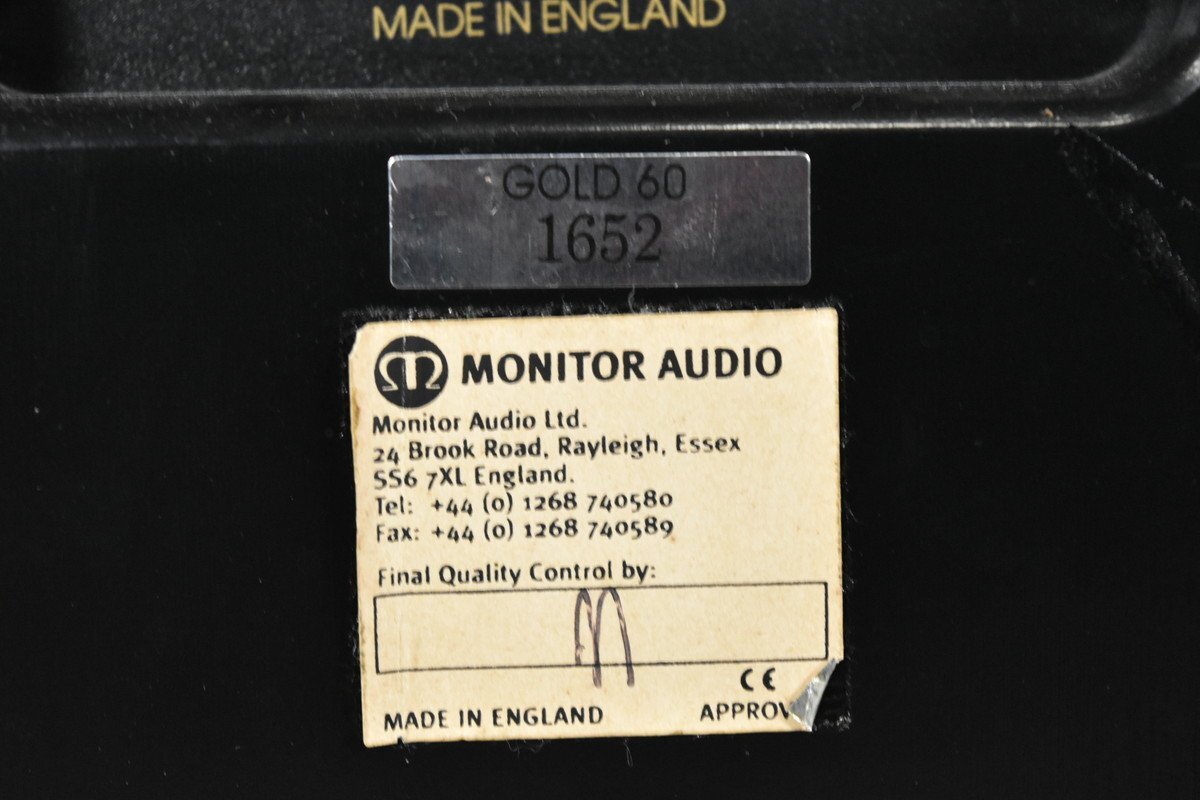 MADE IN ENGLAND
GOLD 60
1652
MONITOR AUDIO
Monitor Audio Ltd.
24 Brook Road, Rayleigh, Essex
SS6 7XL England.
Tel: +44 (0) 1268 740580
Fax: +44 (0) 1268 740589
Final Quality Control by:
CE
MADE IN ENGLAND APPROV